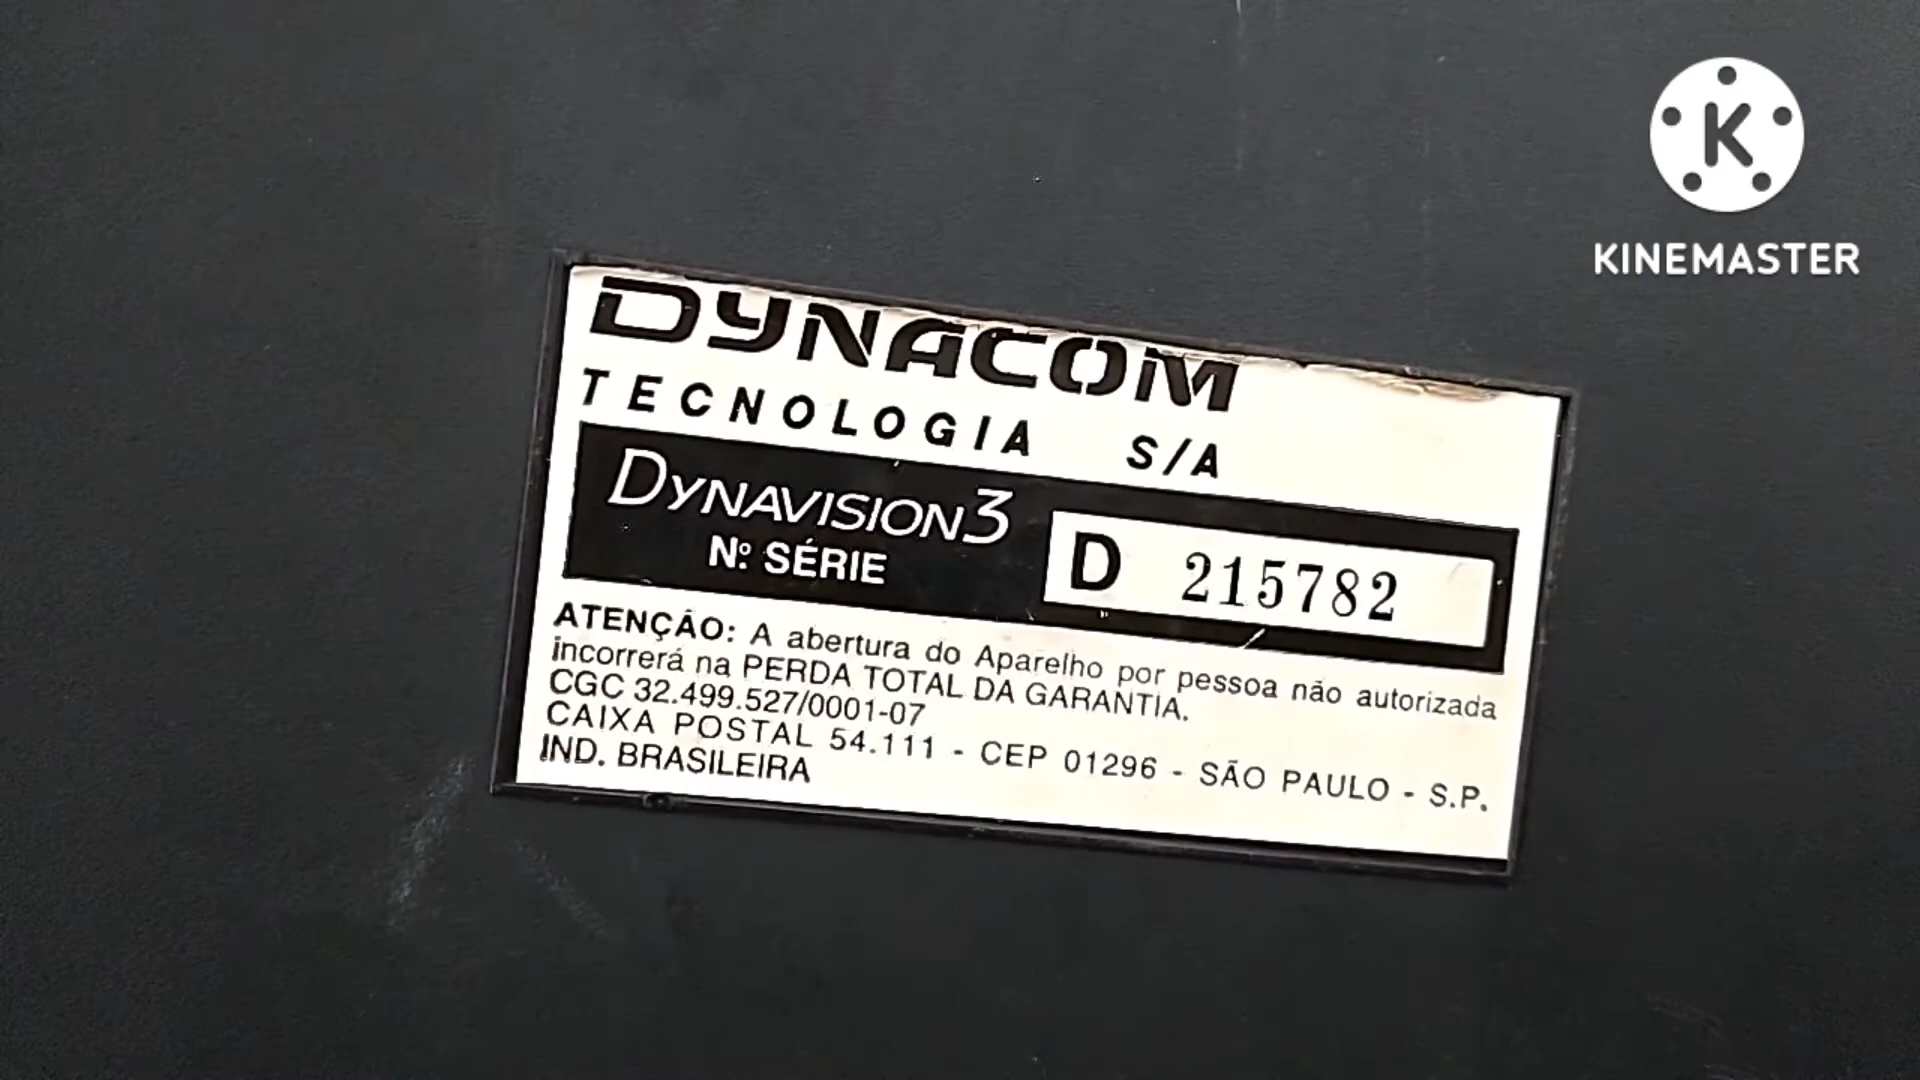 K
KINEMASTER
DYNACOM
TECNOLOGIA S/A
DYNAVISION3
Nº SÉRIE
D 215782
ATENÇÃO: A abertura do Aparelho por pessoa não autorizada
incorrerá na PERDA TOTAL DA GARANTIA.
CGC 32.499.527/0001-07
CAIXA POSTAL 54.111 - CEP 01296 - SÃO PAULO - S.P.
IND. BRASILEIRA